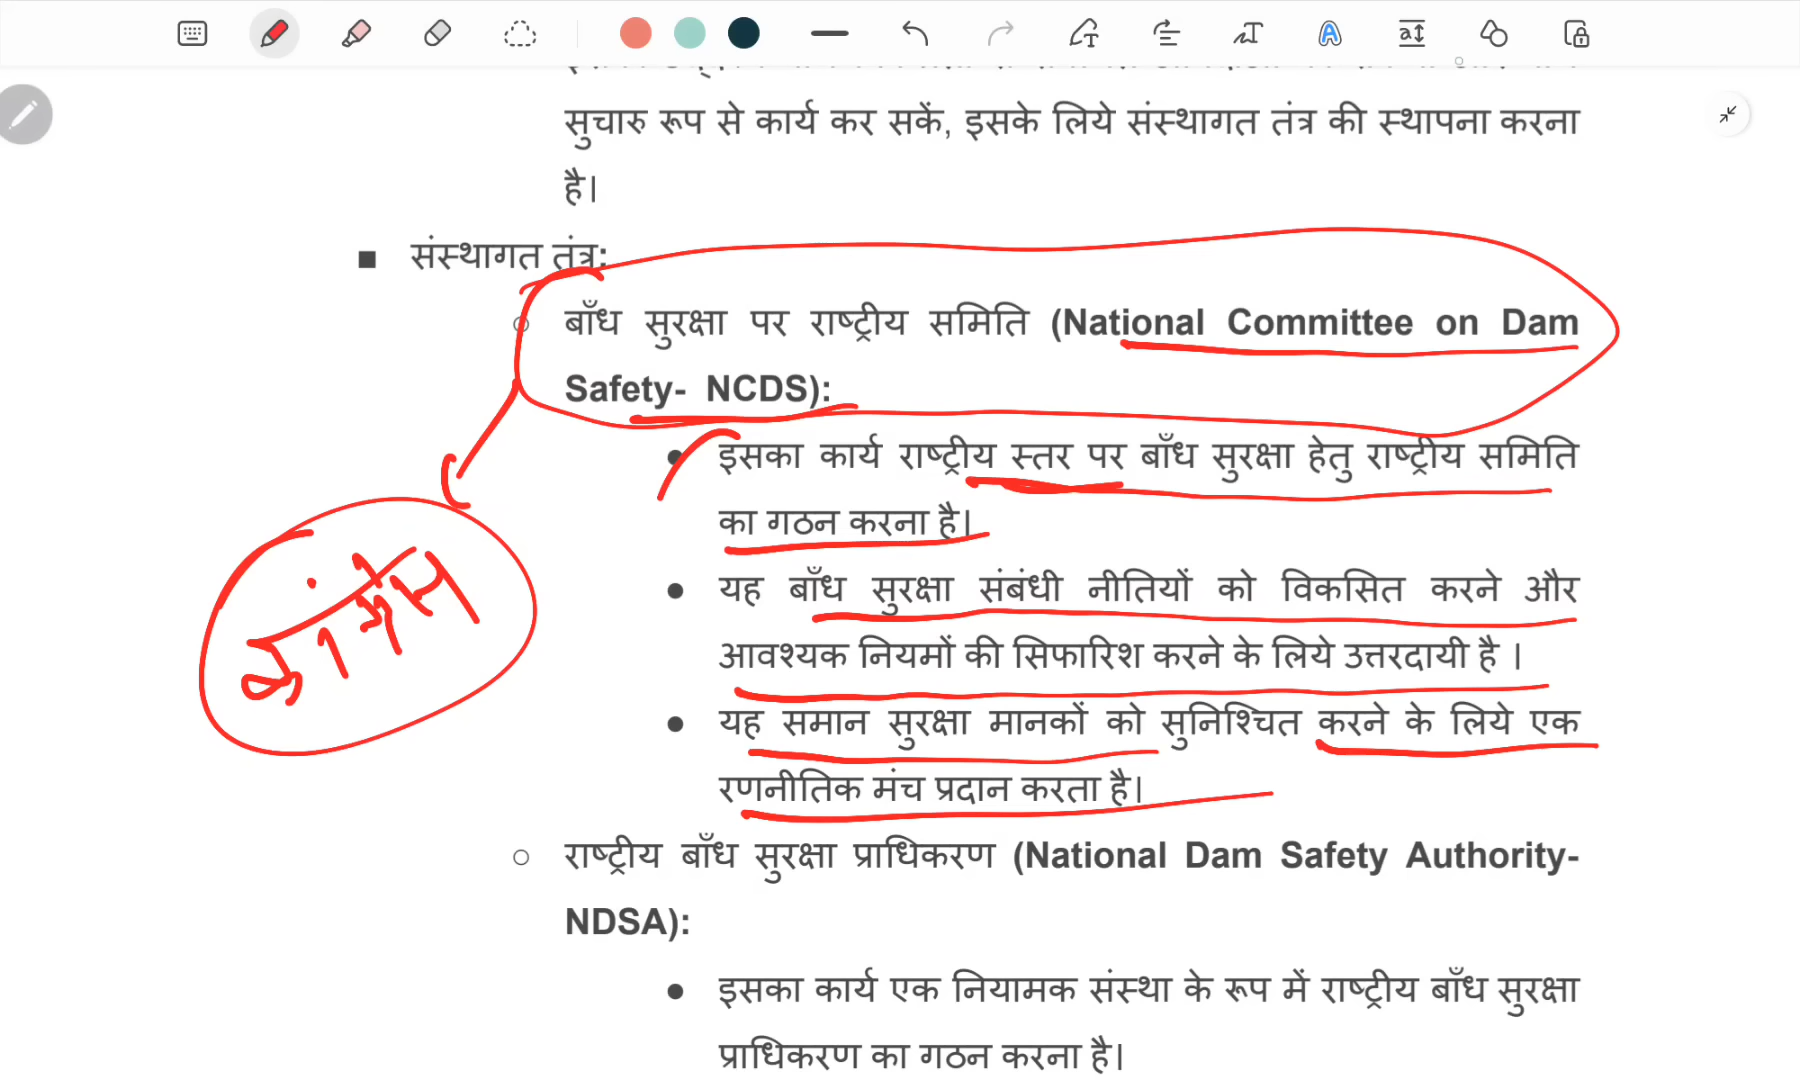 सुचारु रूप से कार्य कर सकें, इसके लिये संस्थागत तंत्र की स्थापना करना
है।
■ संस्थागत तंत्र:
○ बाँध सुरक्षा पर राष्ट्रीय समिति (National Committee on Dam
Safety- NCDS):
● इसका कार्य राष्ट्रीय स्तर पर बाँध सुरक्षा हेतु राष्ट्रीय समिति
का गठन करना है।
● यह बाँध सुरक्षा संबंधी नीतियों को विकसित करने और
आवश्यक नियमों की सिफारिश करने के लिये उत्तरदायी है ।
● यह समान सुरक्षा मानकों को सुनिश्चित करने के लिये एक
रणनीतिक मंच प्रदान करता है।
○ राष्ट्रीय बाँध सुरक्षा प्राधिकरण (National Dam Safety Authority-
NDSA):
● इसका कार्य एक नियामक संस्था के रूप में राष्ट्रीय बाँध सुरक्षा
प्राधिकरण का गठन करना है।